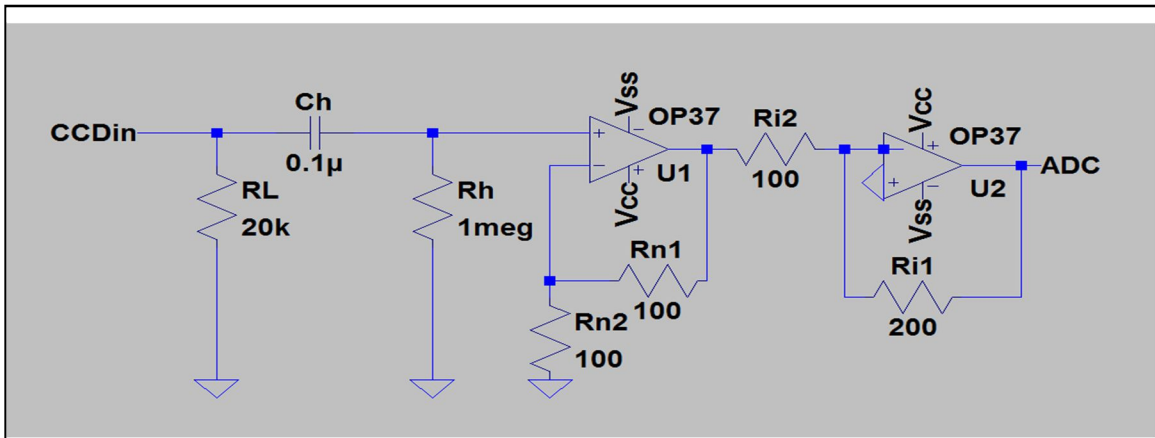 CCDin
Ch
0.1µ
RL
20k
Rh
1meg
Vss
+
−
−
+
OP37
U1
Vcc
Rn1
100
Rn2
100
Ri2
100
Vcc
−
+
+
−
OP37
U2
Vss
ADC
Ri1
200